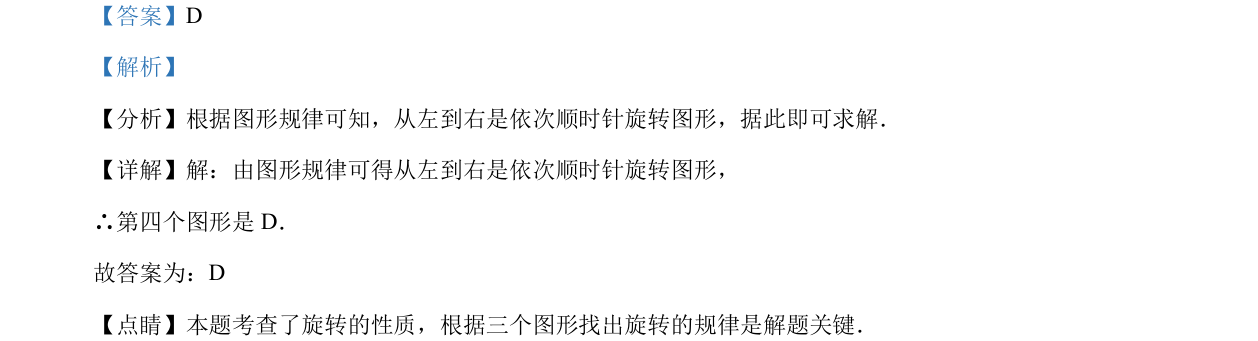 【答案】D
【解析】
【分析】根据图形规律可知，从左到右是依次顺时针旋转图形，据此即可求解．
【详解】解：由图形规律可得从左到右是依次顺时针旋转图形，
∴第四个图形是 D．
故答案为：D
【点睛】本题考查了旋转的性质，根据三个图形找出旋转的规律是解题关键．